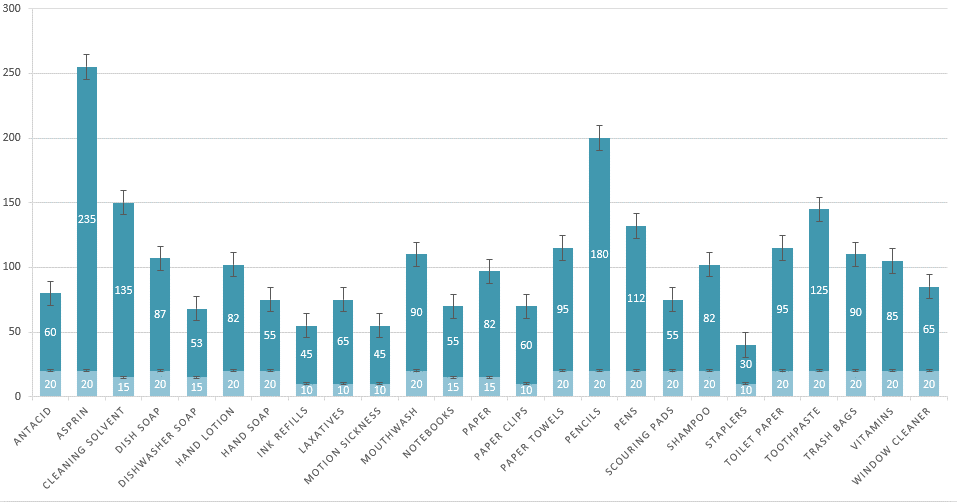 300
250
200
150
100
50
0
60 235 135 87 53 82 55 45 65 45 90 55 82 60 95 180 112 55 82 30 95 125 90 85 65
20 20 15 20 15 20 20 10 10 10 20 15 15 10 20 20 20 20 20 10 20 20 20 20 20
ANTACID
ASPRIN
CLEANING SOLVENT
DISH SOAP
DISHWASHER SOAP
HAND LOTION
HAND SOAP
INK REFILLS
LAXATIVES
MOTION SICKNESS
MOUTHWASH
NOTEBOOKS
PAPER
PAPER CLIPS
PAPER TOWELS
PENCILS
PENS
SCOURING PADS
SHAMPOO
STAPLERS
TOILET PAPER
TOOTHPASTE
TRASH BAGS
VITAMINS
WINDOW CLEANER